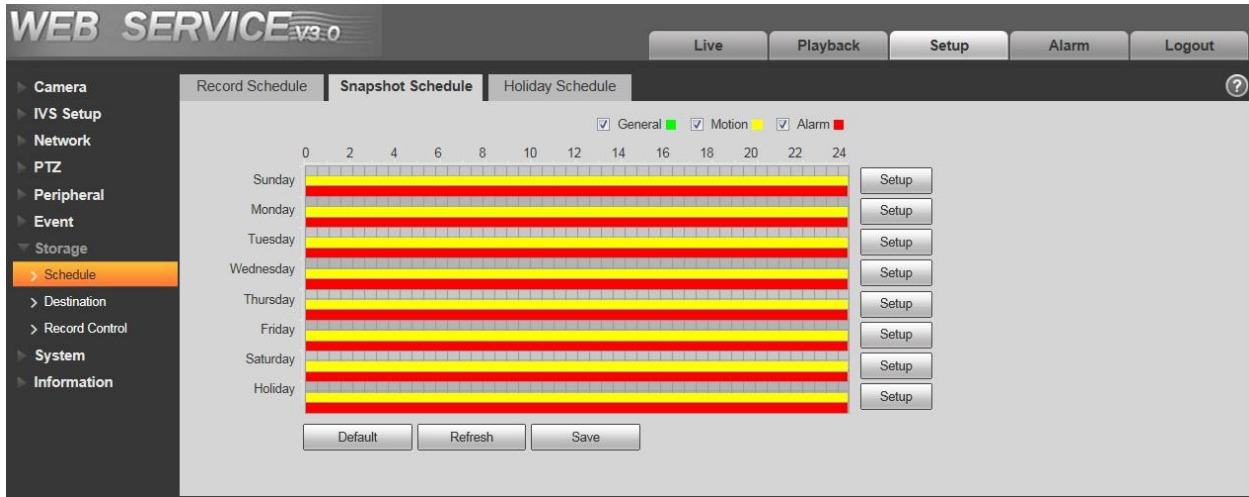 WEB SERVICE V3.0
Live Playback Setup Alarm Logout
Camera
IVS Setup
Network
PTZ
Peripheral
Event
Storage
Schedule
Destination
Record Control
System
Information
Record Schedule Snapshot Schedule Holiday Schedule ?
General Motion Alarm
0 2 4 6 8 10 12 14 16 18 20 22 24
Sunday Setup
Monday Setup
Tuesday Setup
Wednesday Setup
Thursday Setup
Friday Setup
Saturday Setup
Holiday Setup
Default Refresh Save